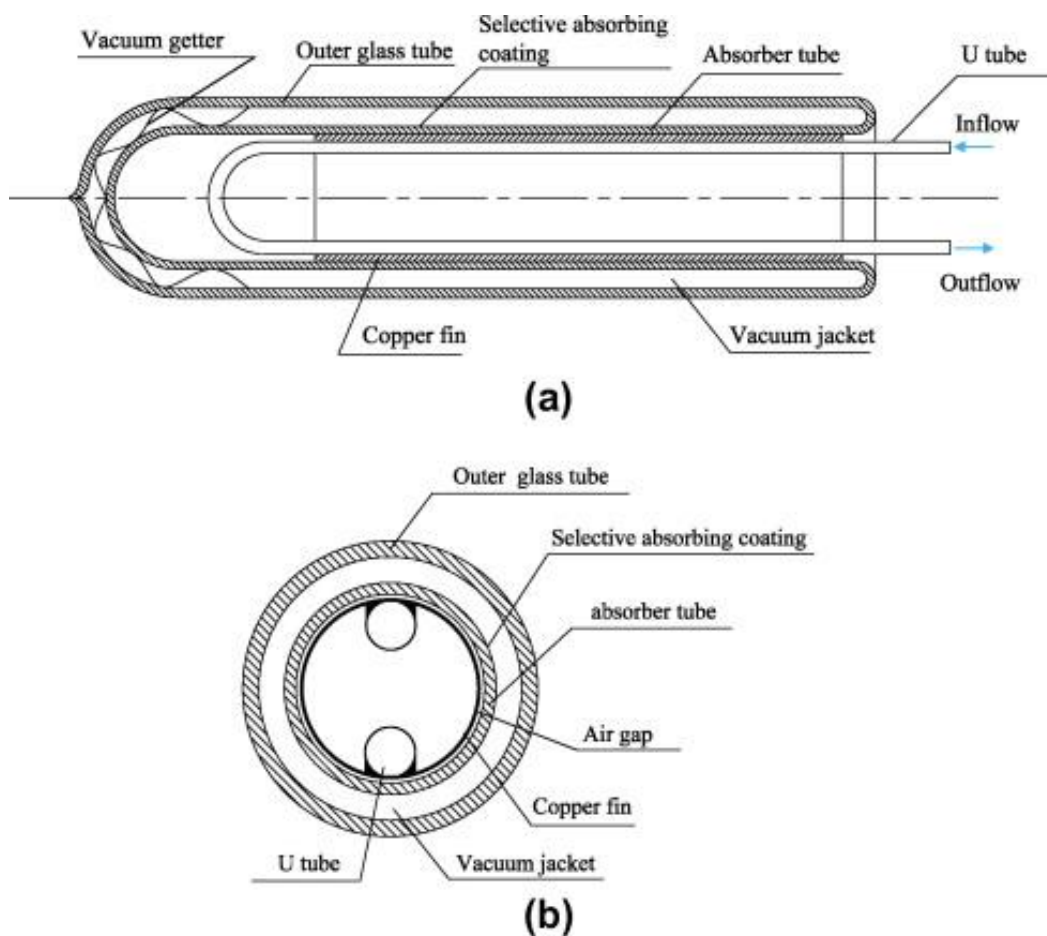 Vacuum getter
Outer glass tube
Selective absorbing
coating
Absorber tube
U tube
Inflow
Outflow
Copper fin
Vacuum jacket
(a)
Outer glass tube
Selective absorbing coating
absorber tube
Air gap
Copper fin
Vacuum jacket
U tube
(b)